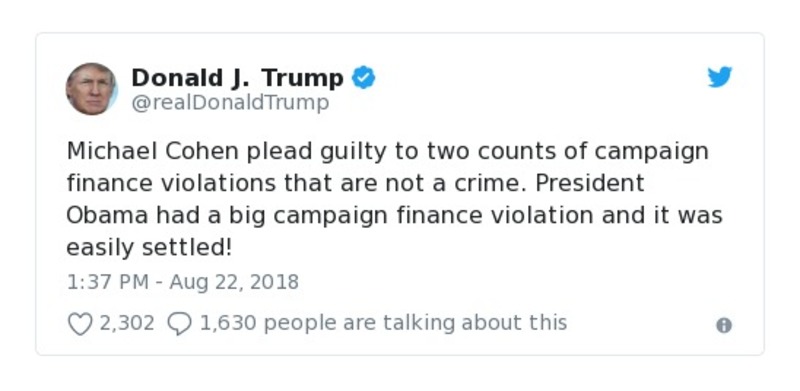 Donald J. Trump
@realDonaldTrump
Michael Cohen plead guilty to two counts of campaign
finance violations that are not a crime. President
Obama had a big campaign finance violation and it was
easily settled!
1:37 PM - Aug 22, 2018
2,302 1,630 people are talking about this